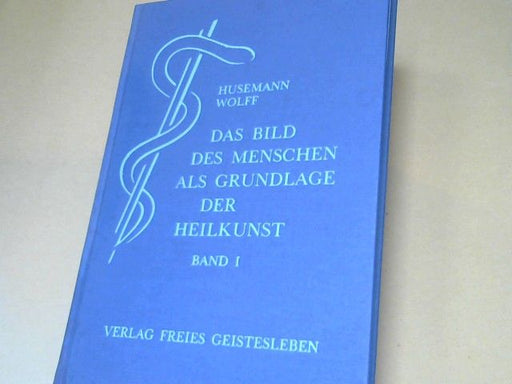 HUSEMANN
WOLFF
DAS BILD
DES MENSCHEN
ALS GRUNDLAGE
DER
HEILKUNST
BAND I
VERLAG FREIES GEISTESLEBEN